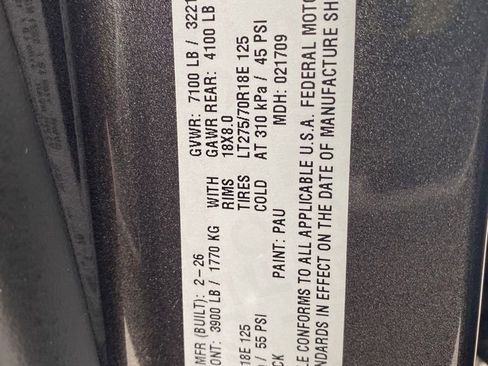 MFR (BUILT): 2-26 GVWR: 7100 LB / 3221
ONT: 3900 LB / 1770 KG WITH GAWR REAR: 4100 LB
RIMS 18X8.0
18E 125 TIRES LT275/70R18E 125
/ 55 PSI COLD AT 310 kPa / 45 PSI
CK PAINT: PAU MDH: 021709
LE CONFORMS TO ALL APPLICABLE U.S.A. FEDERAL MOTO
NDARDS IN EFFECT ON THE DATE OF MANUFACTURE SH